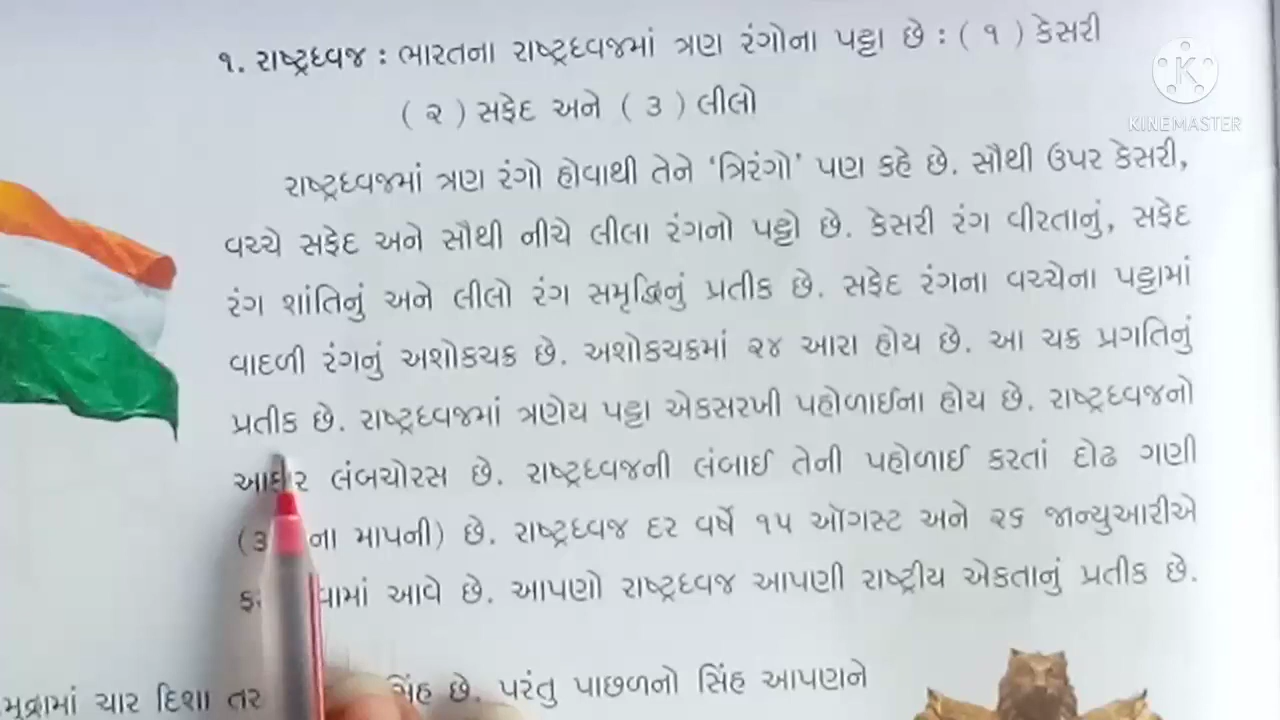 ૧. રાષ્ટ્રધ્વજ : ભારતના રાષ્ટ્રધ્વજમાં ત્રણ રંગોના પટ્ટા છે : ( ૧ ) કેસરી
( ૨ ) સફેદ અને ( ૩ ) લીલો
રાષ્ટ્રધ્વજમાં ત્રણ રંગો હોવાથી તેને ‘ત્રિરંગો’ પણ કહે છે. સૌથી ઉપર કેસરી,
વચ્ચે સફેદ અને સૌથી નીચે લીલા રંગનો પટ્ટો છે. કેસરી રંગ વીરતાનું, સફેદ
રંગ શાંતિનું અને લીલો રંગ સમૃદ્ધિનું પ્રતીક છે. સફેદ રંગના વચ્ચેના પટ્ટામાં
વાદળી રંગનું અશોકચક્ર છે. અશોકચક્રમાં ૨૪ આરા હોય છે. આ ચક્ર પ્રગતિનું
પ્રતીક છે. રાષ્ટ્રધ્વજમાં ત્રણેય પટ્ટા એકસરખી પહોળાઈના હોય છે. રાષ્ટ્રધ્વજનો
લંબચોરસ છે. રાષ્ટ્રધ્વજની લંબાઈ તેની પહોળાઈ કરતાં દોઢ ગણી
(૩ ના માપની) છે. રાષ્ટ્રધ્વજ દર વર્ષે ૧૫ ઑગસ્ટ અને ૨૬ જાન્યુઆરીએ
આવે છે. આપણો રાષ્ટ્રધ્વજ આપણી રાષ્ટ્રીય એકતાનું પ્રતીક છે.
મુદ્રામાં ચાર દિશા તર સિંહ છે. પરંતુ પાછળનો સિંહ આપણને
KINEMASTER